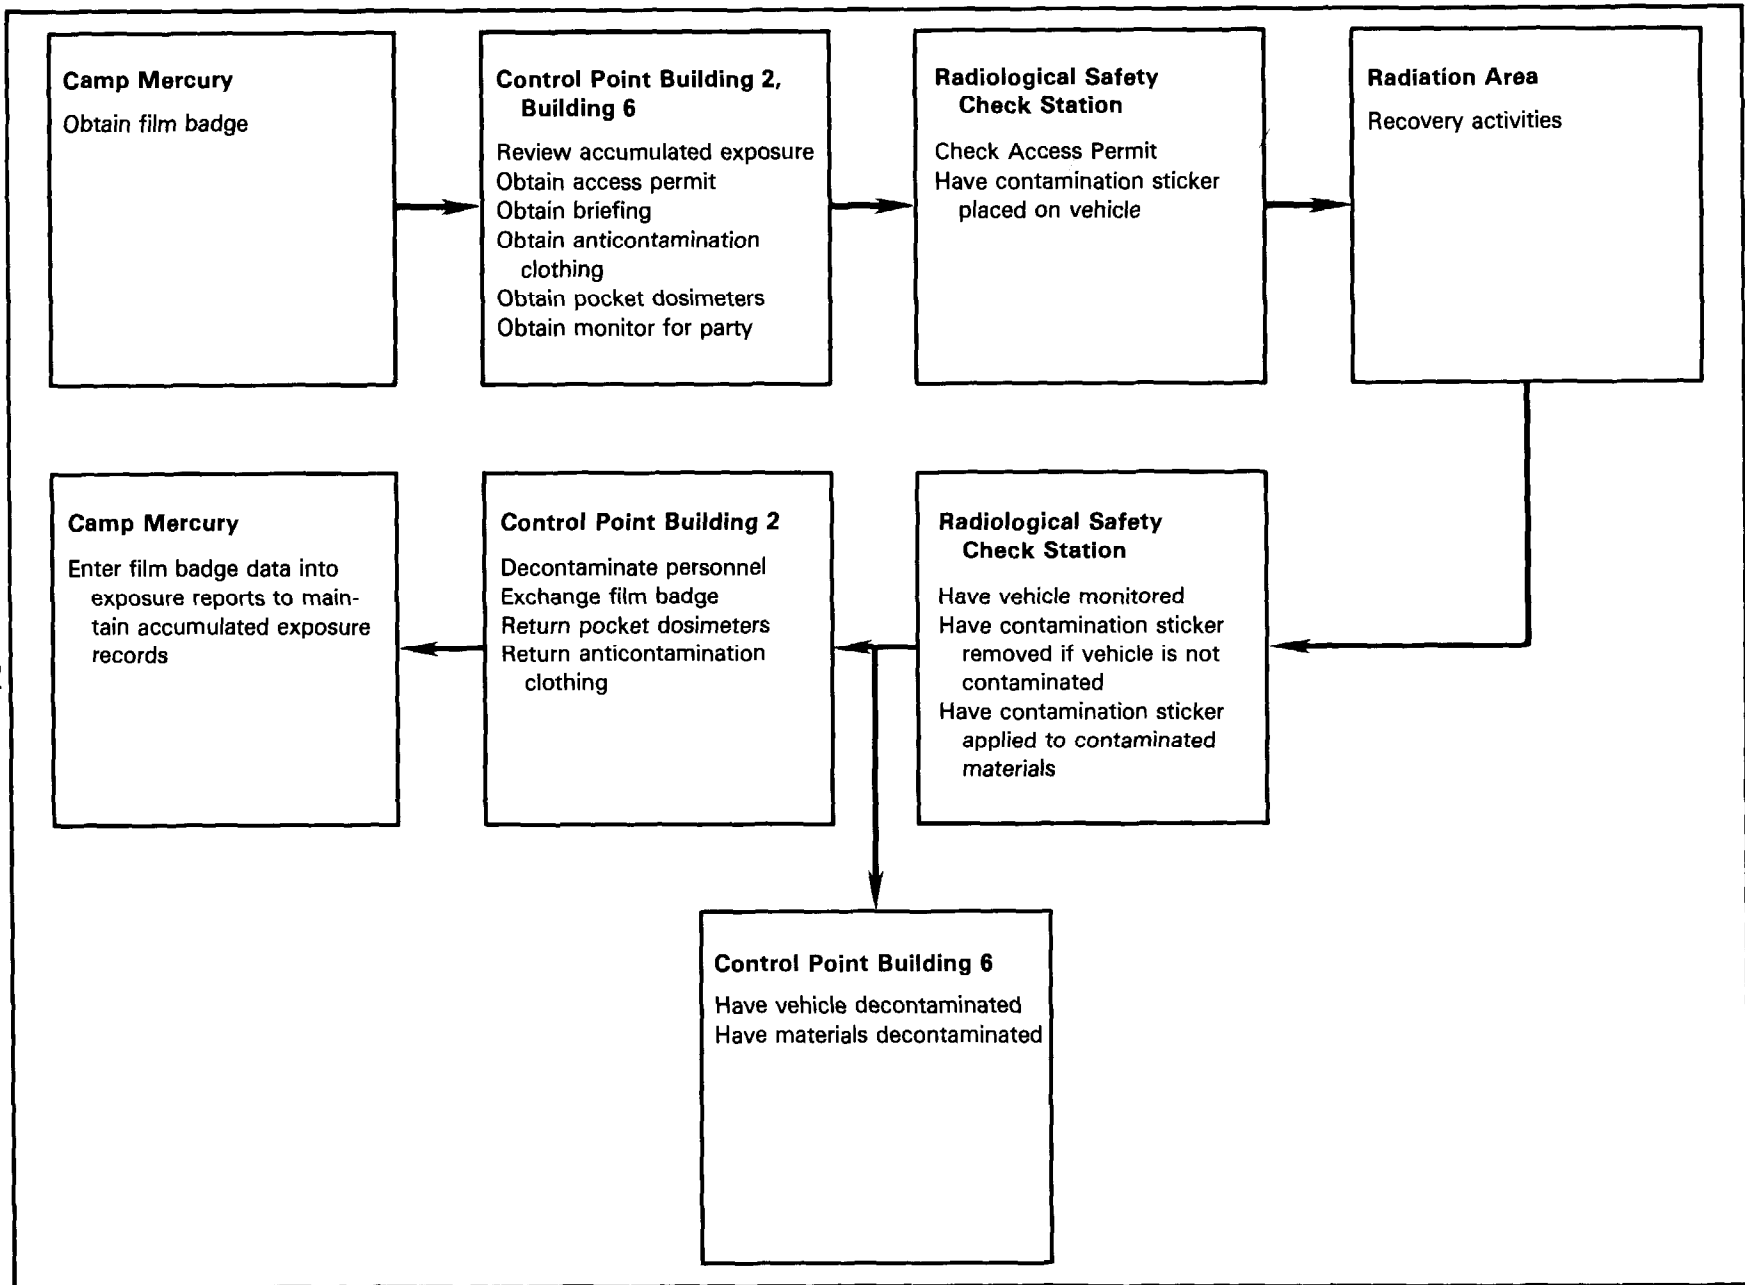 Camp Mercury
Obtain film badge
Control Point Building 2,
Building 6
Review accumulated exposure
Obtain access permit
Obtain briefing
Obtain anticontamination
clothing
Obtain pocket dosimeters
Obtain monitor for party
Radiological Safety
Check Station
Check Access Permit
Have contamination sticker
placed on vehicle
Radiation Area
Recovery activities
Camp Mercury
Enter film badge data into
exposure reports to main-
tain accumulated exposure
records
Control Point Building 2
Decontaminate personnel
Exchange film badge
Return pocket dosimeters
Return anticontamination
clothing
Radiological Safety
Check Station
Have vehicle monitored
Have contamination sticker
removed if vehicle is not
contaminated
Have contamination sticker
applied to contaminated
materials
Control Point Building 6
Have vehicle decontaminated
Have materials decontaminated